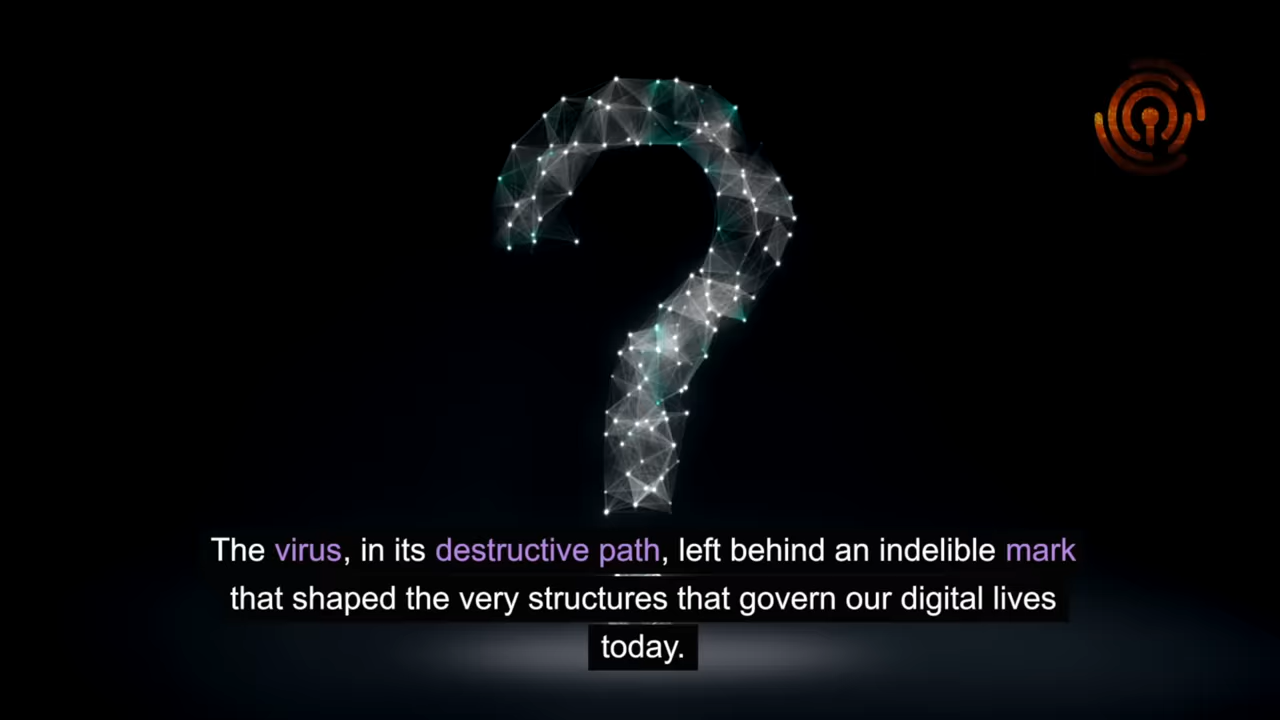 The virus, in its destructive path, left behind an indelible mark
that shaped the very structures that govern our digital lives
today.